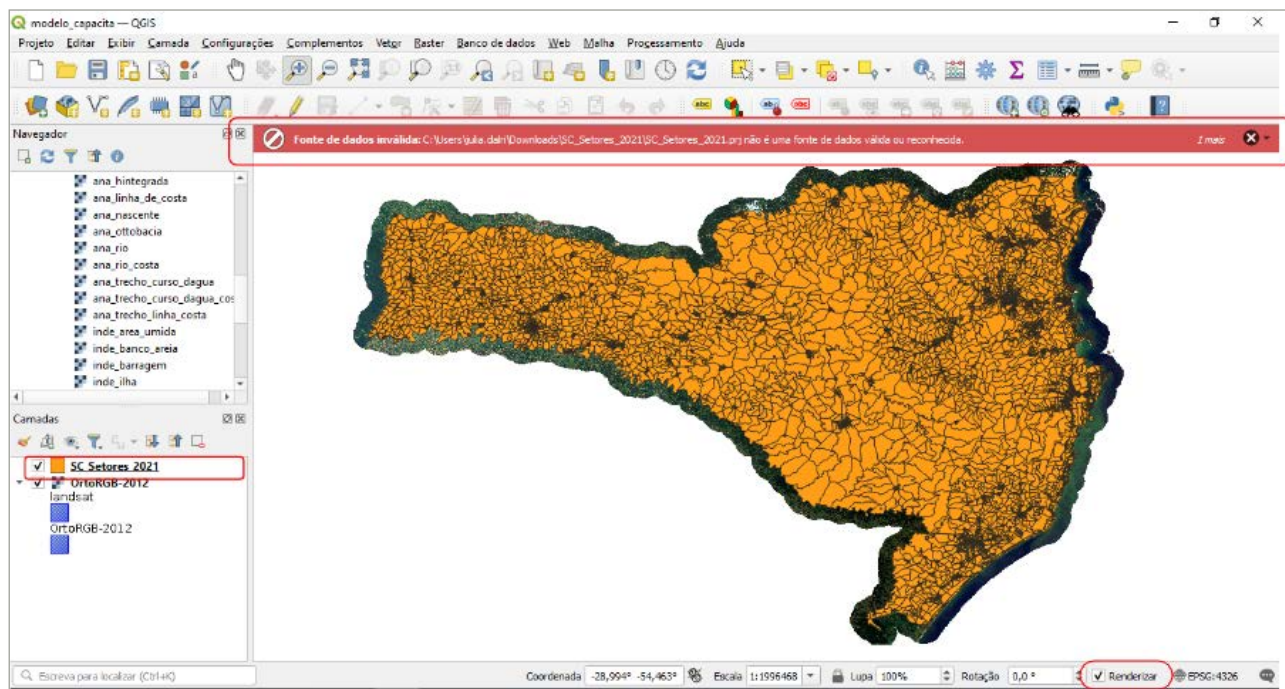 modelo_capacita — QGIS
Projeto Editar Exibir Camada Configurações Complementos Vetor Raster Banco de dados Web Malha Processamento Ajuda
Navegador
Fonte de dados inválida: C:\Users\julia.dalri\Downloads\SC_Setores_2021\SC_Setores_2021.prj não é uma fonte de dados válida ou reconhecida.
1 mais
ana_hintegrada
ana_linha_de_costa
ana_nascente
ana_ottobacia
ana_rio
ana_rio_costa
ana_trecho_curso_dagua
ana_trecho_curso_dagua_cos
ana_trecho_linha_costa
inde_area_umida
inde_banco_areia
inde_barragem
inde_ilha
Camadas
SC_Setores_2021
OrtoRGB-2012
landsat
OrtoRGB-2012
Escreva para localizar (Ctrl+K)
Coordenada -28,994° -54,463° Escala 1:1996468 Lupa 100% Rotação 0,0 ° Renderizar EPSG:4326